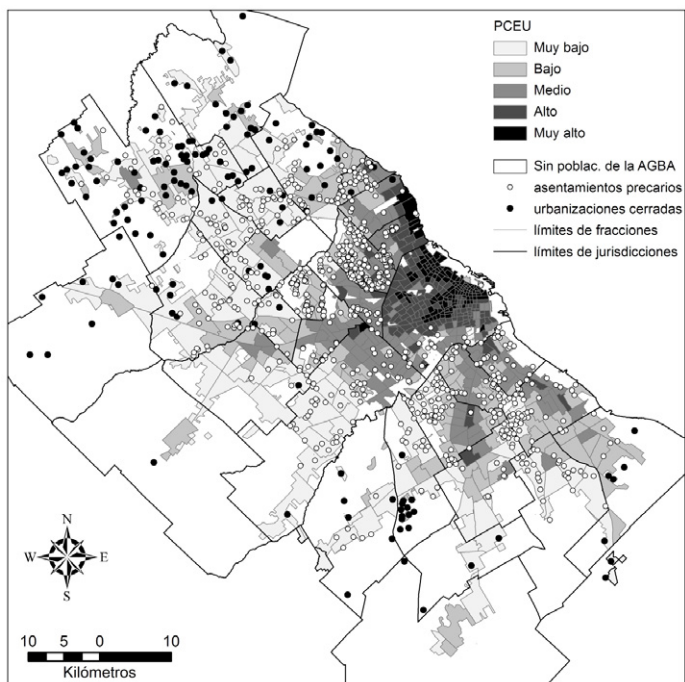 PCEU
Muy bajo
Bajo
Medio
Alto
Muy alto
Sin poblac. de la AGBA
asentamientos precarios
urbanizaciones cerradas
límites de fracciones
límites de jurisdicciones
N
W E
S
10 5 0 10
Kilómetros